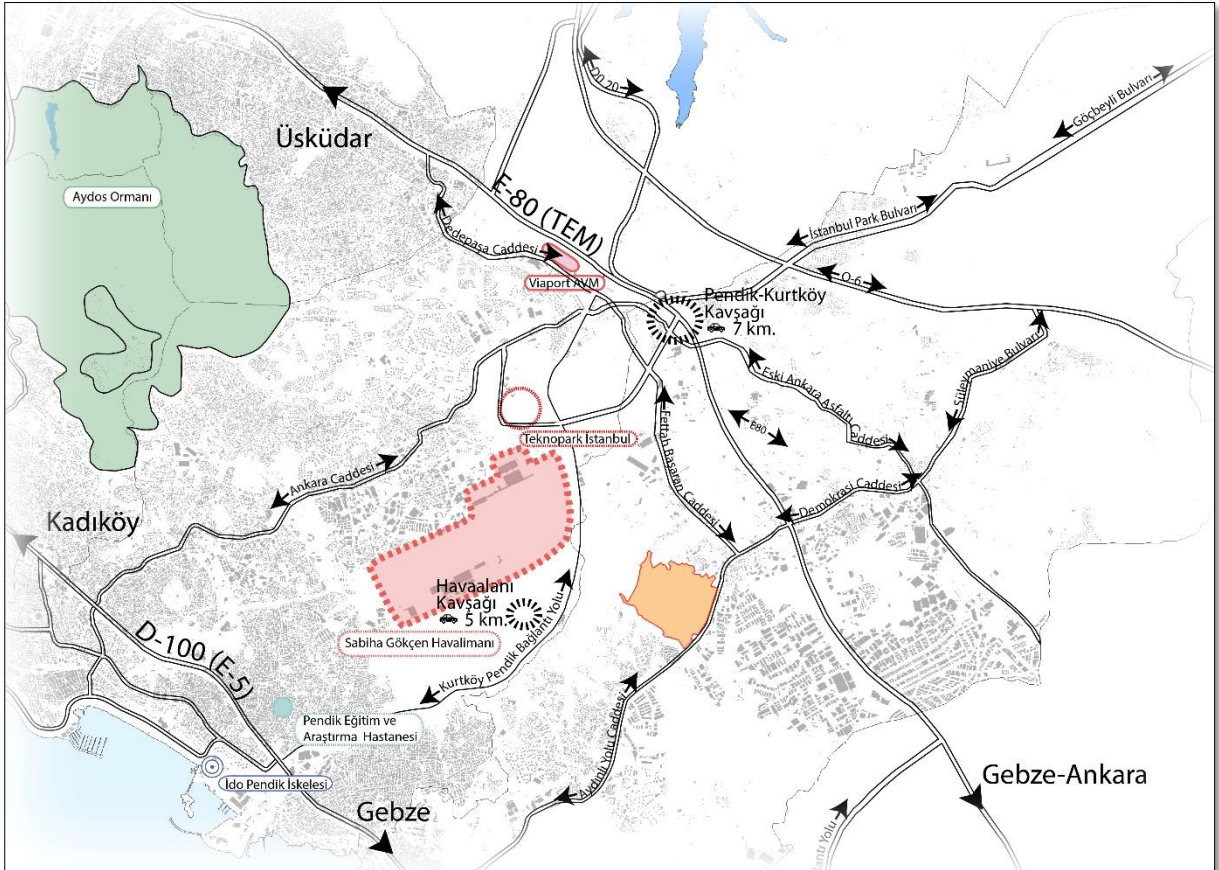 D0 20
Göçbeyli Bulvarı
Üsküdar
Aydos Ormanı
E-80 (TEM)
İstanbul Park Bulvarı
Dedepaşa Caddesi
Viaport AVM
O-6
Pendik-Kurtköy
Kavşağı
7 km.
Süleymaniye Bulvarı
Eski Ankara Asfaltı Caddesi
Fettah Başaran Caddesi
E80
Teknopark İstanbul
Ankara Caddesi
Demokrasi Caddesi
Kadıköy
Havaalanı
Kavşağı
5 km.
D-100 (E-5)
Sabiha Gökçen Havalimanı
Kurtköy Pendik Bağlantı Yolu
Pendik Eğitim ve
Araştırma Hastanesi
Aydınlı Yolu Caddesi
İdo Pendik İskelesi
Gebze-Ankara
Gebze
lantı Yolu